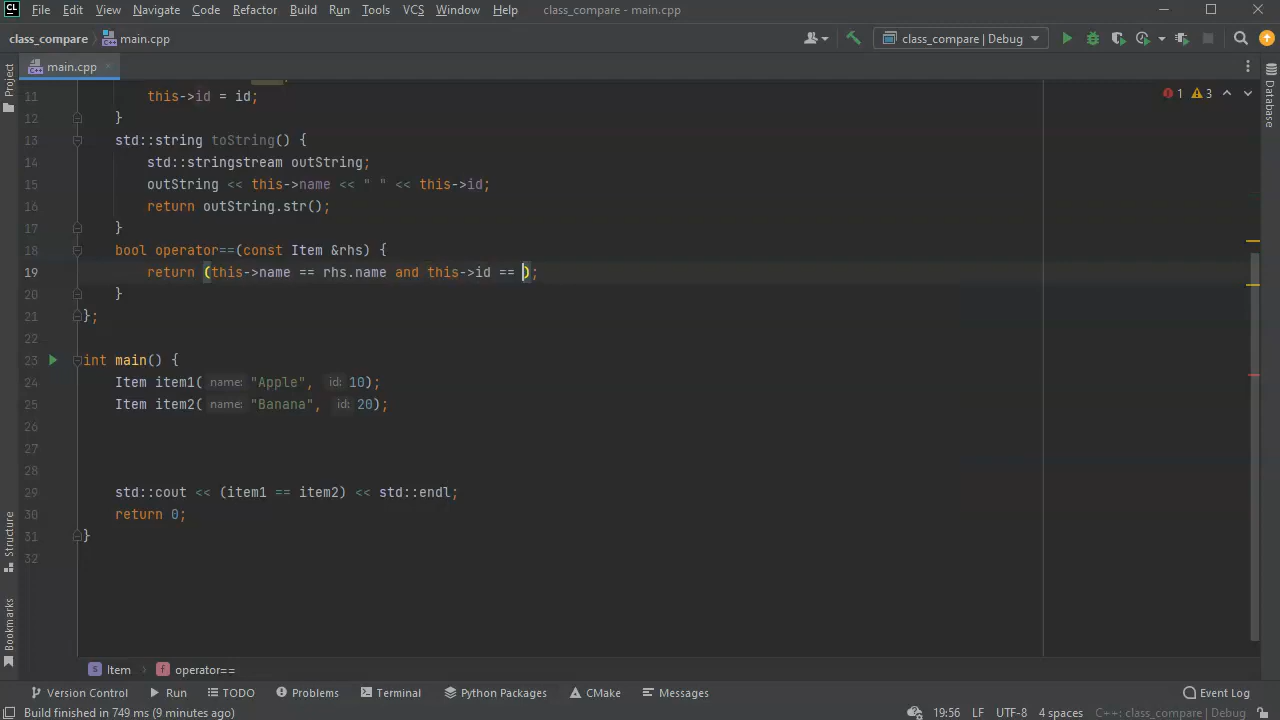 CL File Edit View Navigate Code Refactor Build Run Tools VCS Window Help class_compare - main.cpp
class_compare main.cpp class_compare | Debug
Project main.cpp Database
1 3
11 this->id = id;
12 }
13 std::string toString() {
14 std::stringstream outString;
15 outString << this->name << " " << this->id;
16 return outString.str();
17 }
18 bool operator==(const Item &rhs) {
19 return (this->name == rhs.name and this->id == );
20 }
21 };
22
23 int main() {
24 Item item1( name: "Apple", id: 10);
25 Item item2( name: "Banana", id: 20);
26
27
28
29 std::cout << (item1 == item2) << std::endl;
30 return 0;
31 }
32
Structure
Bookmarks
S Item f operator==
Version Control Run TODO Problems Terminal Python Packages CMake Messages Event Log
Build finished in 749 ms (9 minutes ago) 19:56 LF UTF-8 4 spaces C++: class_compare | Debug